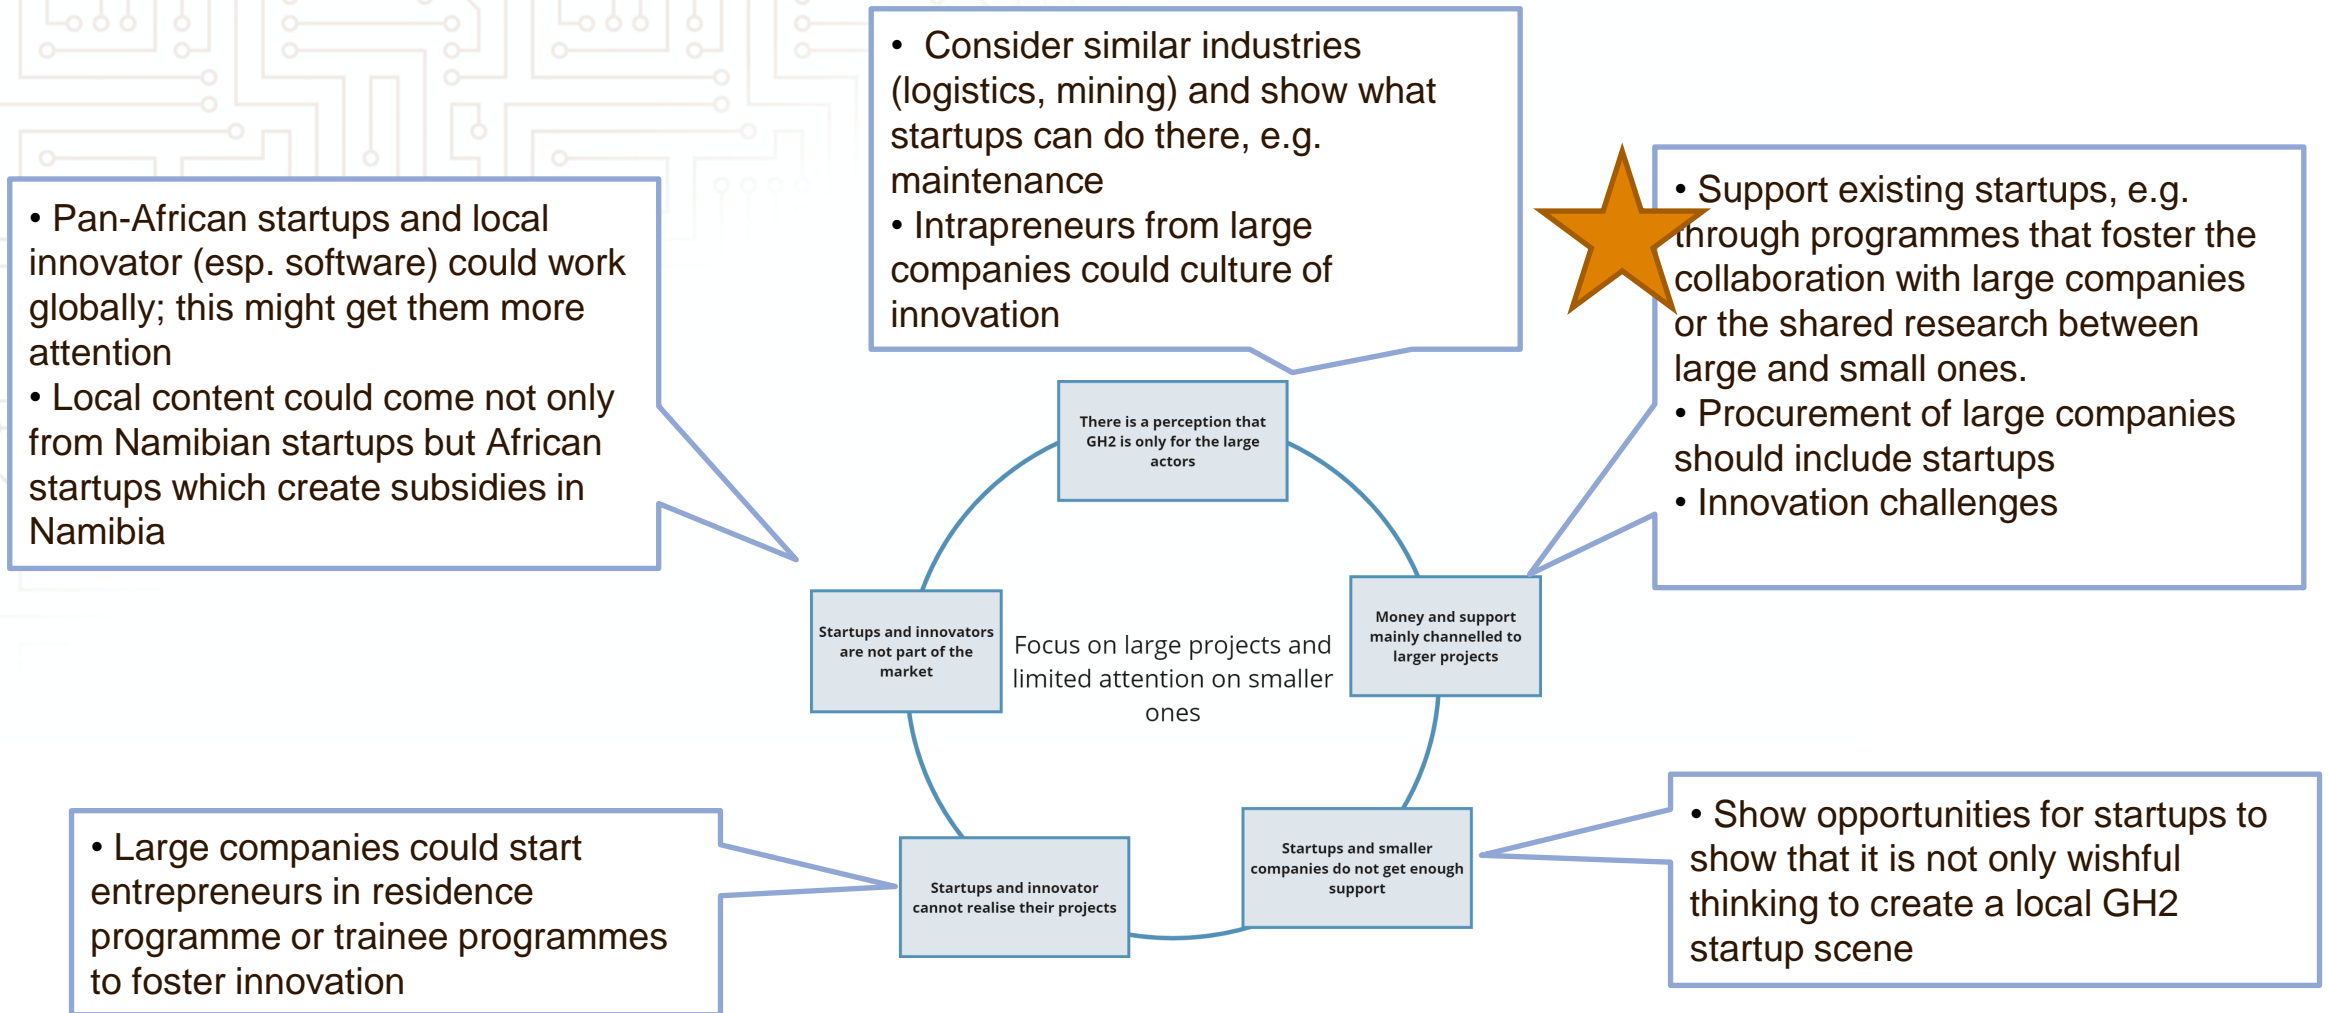 • Consider similar industries
(logistics, mining) and show what
startups can do there, e.g.
maintenance
• Intrapreneurs from large
companies could culture of
innovation
• Support existing startups, e.g.
through programmes that foster the
collaboration with large companies
or the shared research between
large and small ones.
• Procurement of large companies
should include startups
• Innovation challenges
• Pan-African startups and local
innovator (esp. software) could work
globally; this might get them more
attention
• Local content could come not only
from Namibian startups but African
startups which create subsidies in
Namibia
There is a perception that
GH2 is only for the large
actors
Startups and innovators
are not part of the
market
Focus on large projects and
limited attention on smaller
ones
Money and support
mainly channelled to
larger projects
• Large companies could start
entrepreneurs in residence
programme or trainee programmes
to foster innovation
Startups and innovator
cannot realise their projects
Startups and smaller
companies do not get enough
support
• Show opportunities for startups to
show that it is not only wishful
thinking to create a local GH2
startup scene